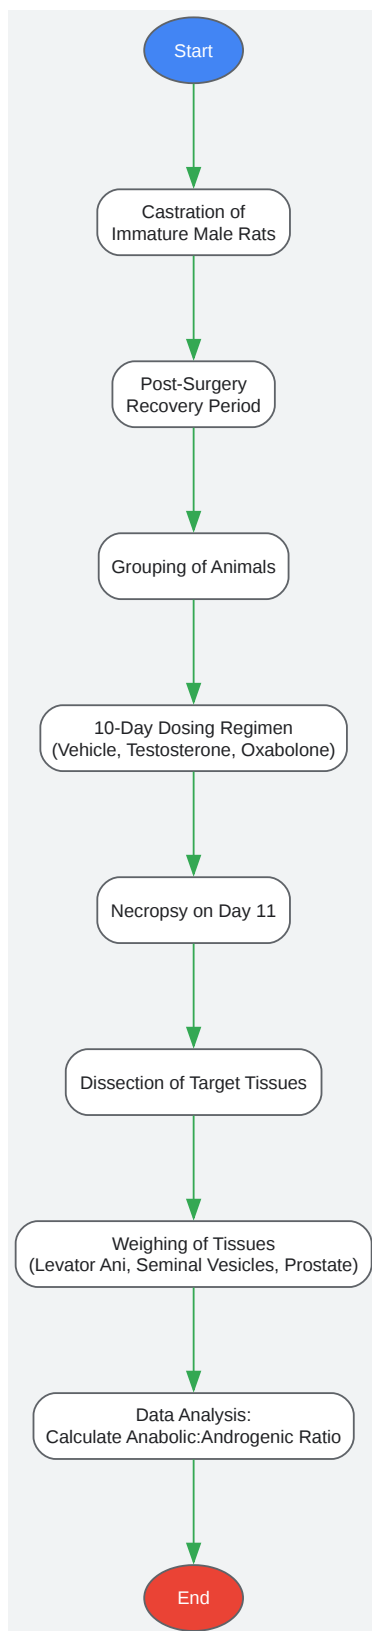 Start
Castration of
Immature Male Rats
Post-Surgery
Recovery Period
Grouping of Animals
10-Day Dosing Regimen
(Vehicle, Testosterone, Oxabolone)
Necropsy on Day 11
Dissection of Target Tissues
Weighing of Tissues
(Levator Ani, Seminal Vesicles, Prostate)
Data Analysis:
Calculate Anabolic:Androgenic Ratio
End